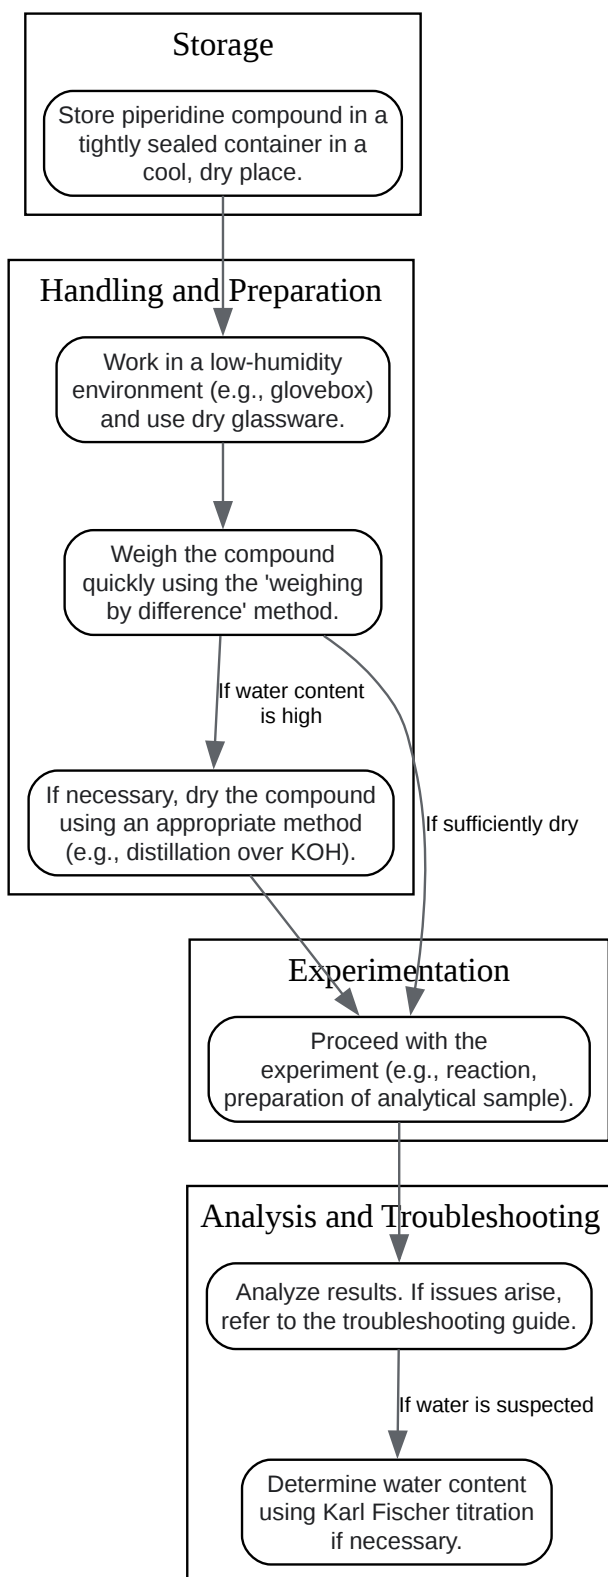 Storage
Store piperidine compound in a
tightly sealed container in a
cool, dry place.
Handling and Preparation
Work in a low-humidity
environment (e.g., glovebox)
and use dry glassware.
Weigh the compound
quickly using the 'weighing
by difference' method.
If water content
is high
If necessary, dry the compound
using an appropriate method
(e.g., distillation over KOH).
If sufficiently dry
Experimentation
Proceed with the
experiment (e.g., reaction,
preparation of analytical sample).
Analysis and Troubleshooting
Analyze results. If issues arise,
refer to the troubleshooting guide.
If water is suspected
Determine water content
using Karl Fischer titration
if necessary.